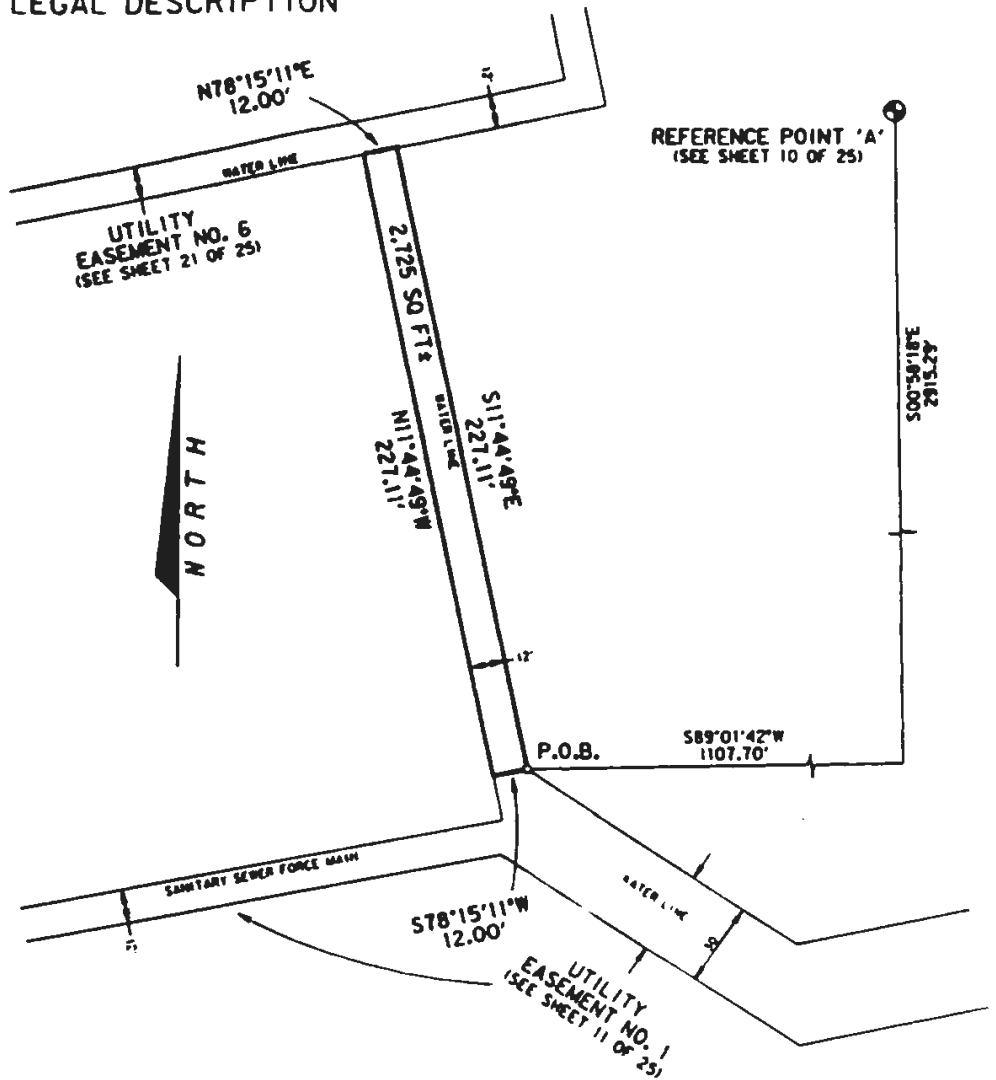 LEGAL DESCRIPTION
N78°15'11"E
12.00'
12'
REFERENCE POINT 'A'
(SEE SHEET 10 OF 25)
WATER LINE
UTILITY
EASEMENT NO. 6
(SEE SHEET 21 OF 25)
2,725 SQ FT±
S00°58'18"E
2915.29'
WATER LINE
S11°44'49"E
227.11'
N11°44'49"W
227.11'
NORTH
12'
P.O.B.
S89°01'42"W
1107.70'
SANITARY SEWER FORCE MAIN
WATER LINE
S78°15'11"W
12.00'
UTILITY
EASEMENT NO. 1
(SEE SHEET 11 OF 25)